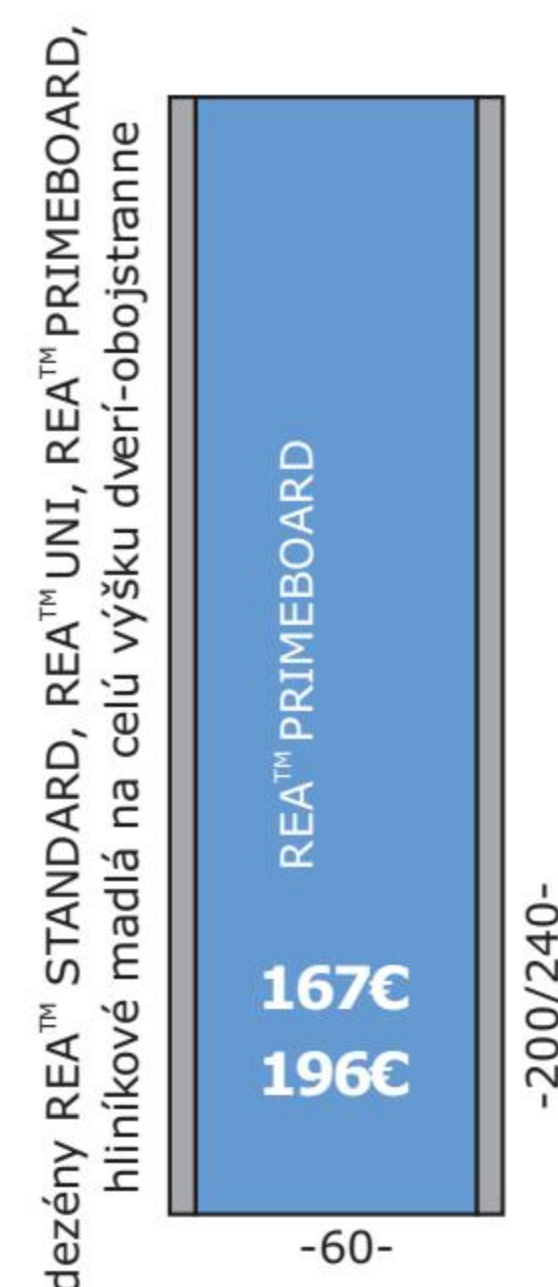 dezény REA™ STANDARD, REA™ UNI, REA™ PRIMEBOARD,
hliníkové madlá na celú výšku dverí-obojstranne
REA™ PRIMEBOARD
167€
196€
-200/240-
-60-